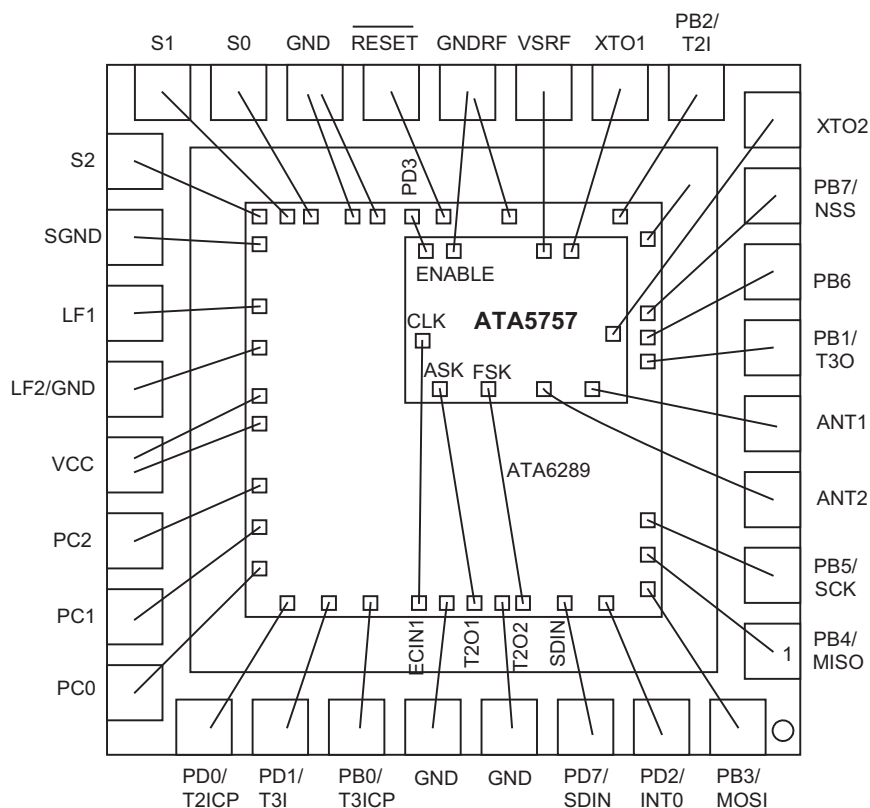 PB2/
T2I
S1
S0
GND
RESET
GNDRF
VSRF
XTO1
XTO2
S2
PD3
PB7/
NSS
SGND
ENABLE
PB6
LF1
CLK
ATA5757
PB1/
T3O
LF2/GND
ASK
FSK
ANT1
VCC
ATA6289
ANT2
PC2
PB5/
SCK
PC1
ECIN1
T2O1
T2O2
SDIN
PB4/
MISO
1
PC0
PD0/
T2ICP
PD1/
T3I
PB0/
T3ICP
GND
GND
PD7/
SDIN
PD2/
INT0
PB3/
MOSI